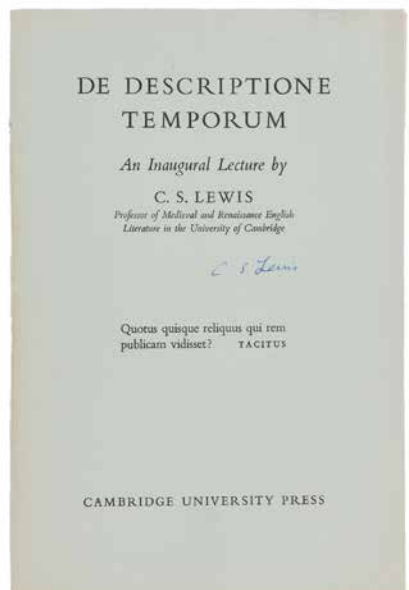 DE DESCRIPTIONE
TEMPORUM
An Inaugural Lecture by
C. S. LEWIS
Professor of Medieval and Renaissance English
Literature in the University of Cambridge
C S Lewis
Quotus quisque reliquus qui rem
publicam vidisset? TACITUS
CAMBRIDGE UNIVERSITY PRESS